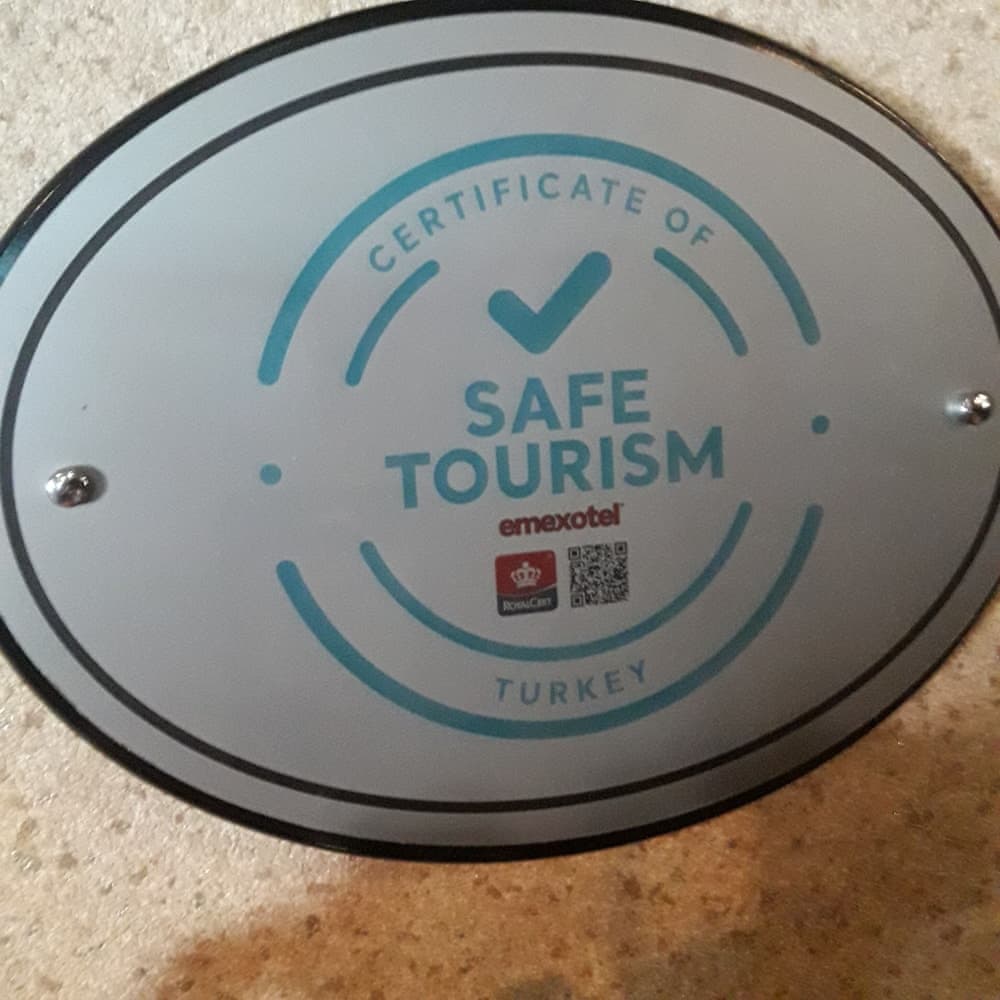 CERTIFICATE OF
SAFE
TOURISM
emexotel
ROYALCERT
TURKEY